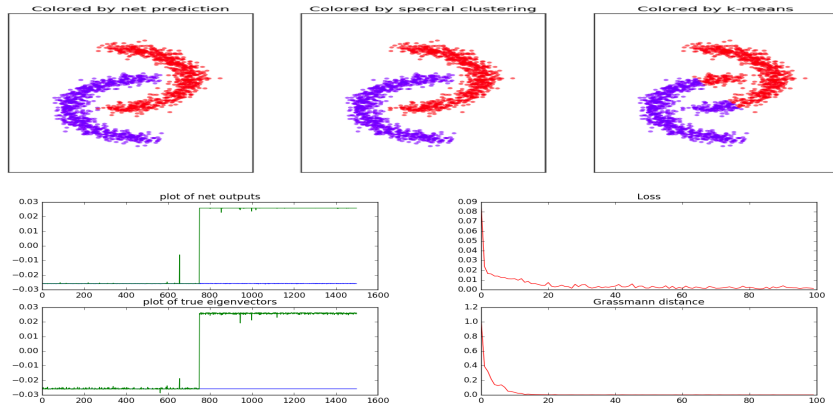 Colored by net prediction
Colored by specral clustering
Colored by k-means
plot of net outputs
0.03
0.02
0.01
0.00
−0.01
−0.02
−0.03
0 200 400 600 800 1000 1200 1400 1600
Loss
0.09
0.08
0.07
0.06
0.05
0.04
0.03
0.02
0.01
0.00
0 20 40 60 80 100
plot of true eigenvectors
0.03
0.02
0.01
0.00
−0.01
−0.02
−0.03
0 200 400 600 800 1000 1200 1400 1600
Grassmann distance
1.2
1.0
0.8
0.6
0.4
0.2
0.0
0 20 40 60 80 100